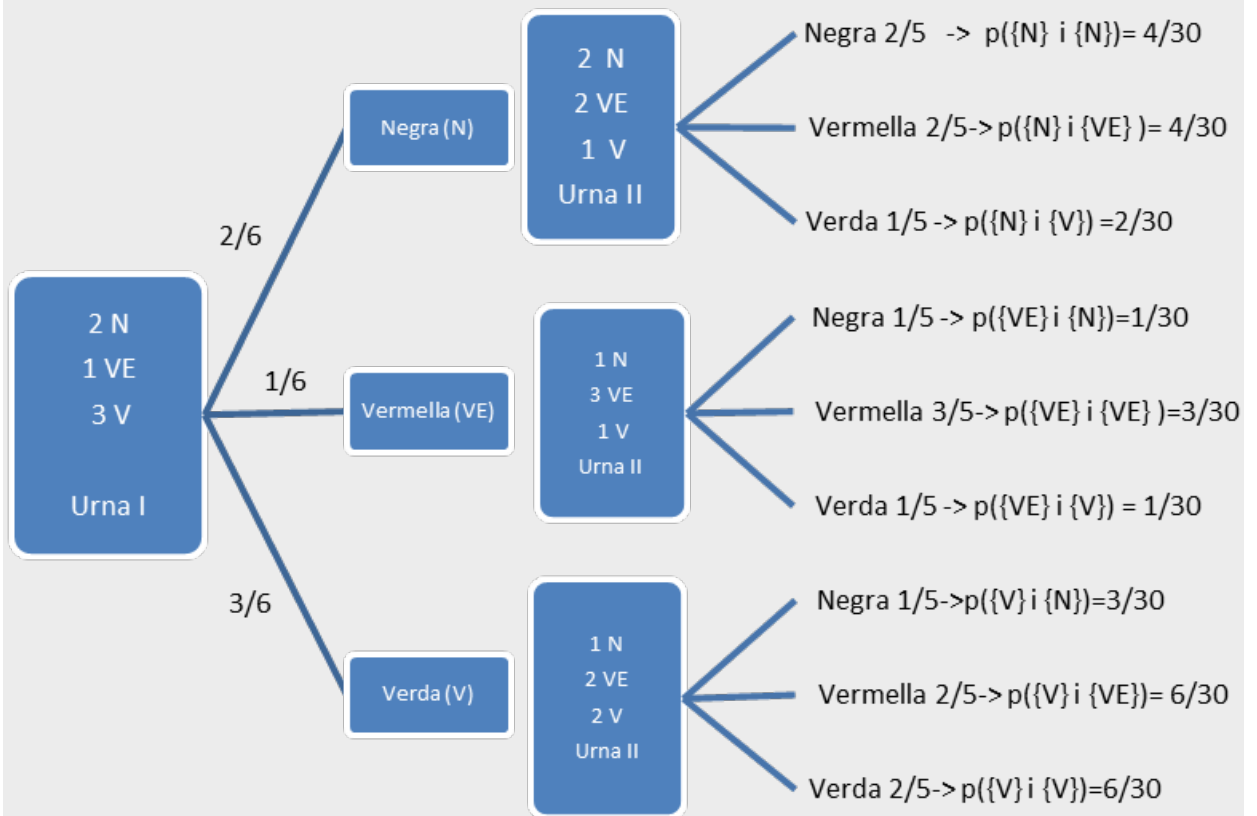 2 N
1 VE
3 V
Urna I
2/6
1/6
3/6
Negra (N)
2 N
2 VE
1 V
Urna II
Negra 2/5 -> p({N} i {N})= 4/30
Vermella 2/5-> p({N} i {VE} )= 4/30
Verda 1/5 -> p({N} i {V}) =2/30
Vermella (VE)
1 N
3 VE
1 V
Urna II
Negra 1/5 -> p({VE} i {N})=1/30
Vermella 3/5-> p({VE} i {VE} )=3/30
Verda 1/5 -> p({VE} i {V}) = 1/30
Verda (V)
1 N
2 VE
2 V
Urna II
Negra 1/5->p({V} i {N})=3/30
Vermella 2/5-> p({V} i {VE})= 6/30
Verda 2/5-> p({V} i {V})=6/30